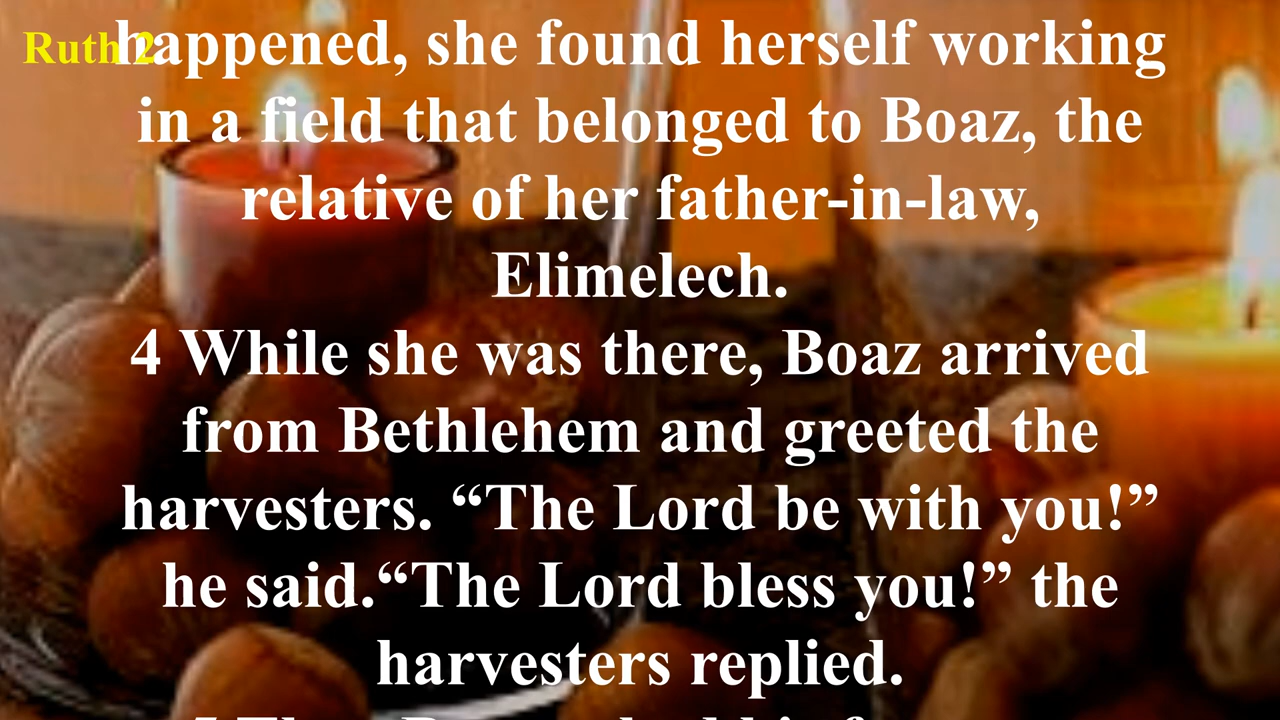 Ruth 2
happened, she found herself working
in a field that belonged to Boaz, the
relative of her father-in-law,
Elimelech.
4 While she was there, Boaz arrived
from Bethlehem and greeted the
harvesters. “The Lord be with you!”
he said.“The Lord bless you!” the
harvesters replied.